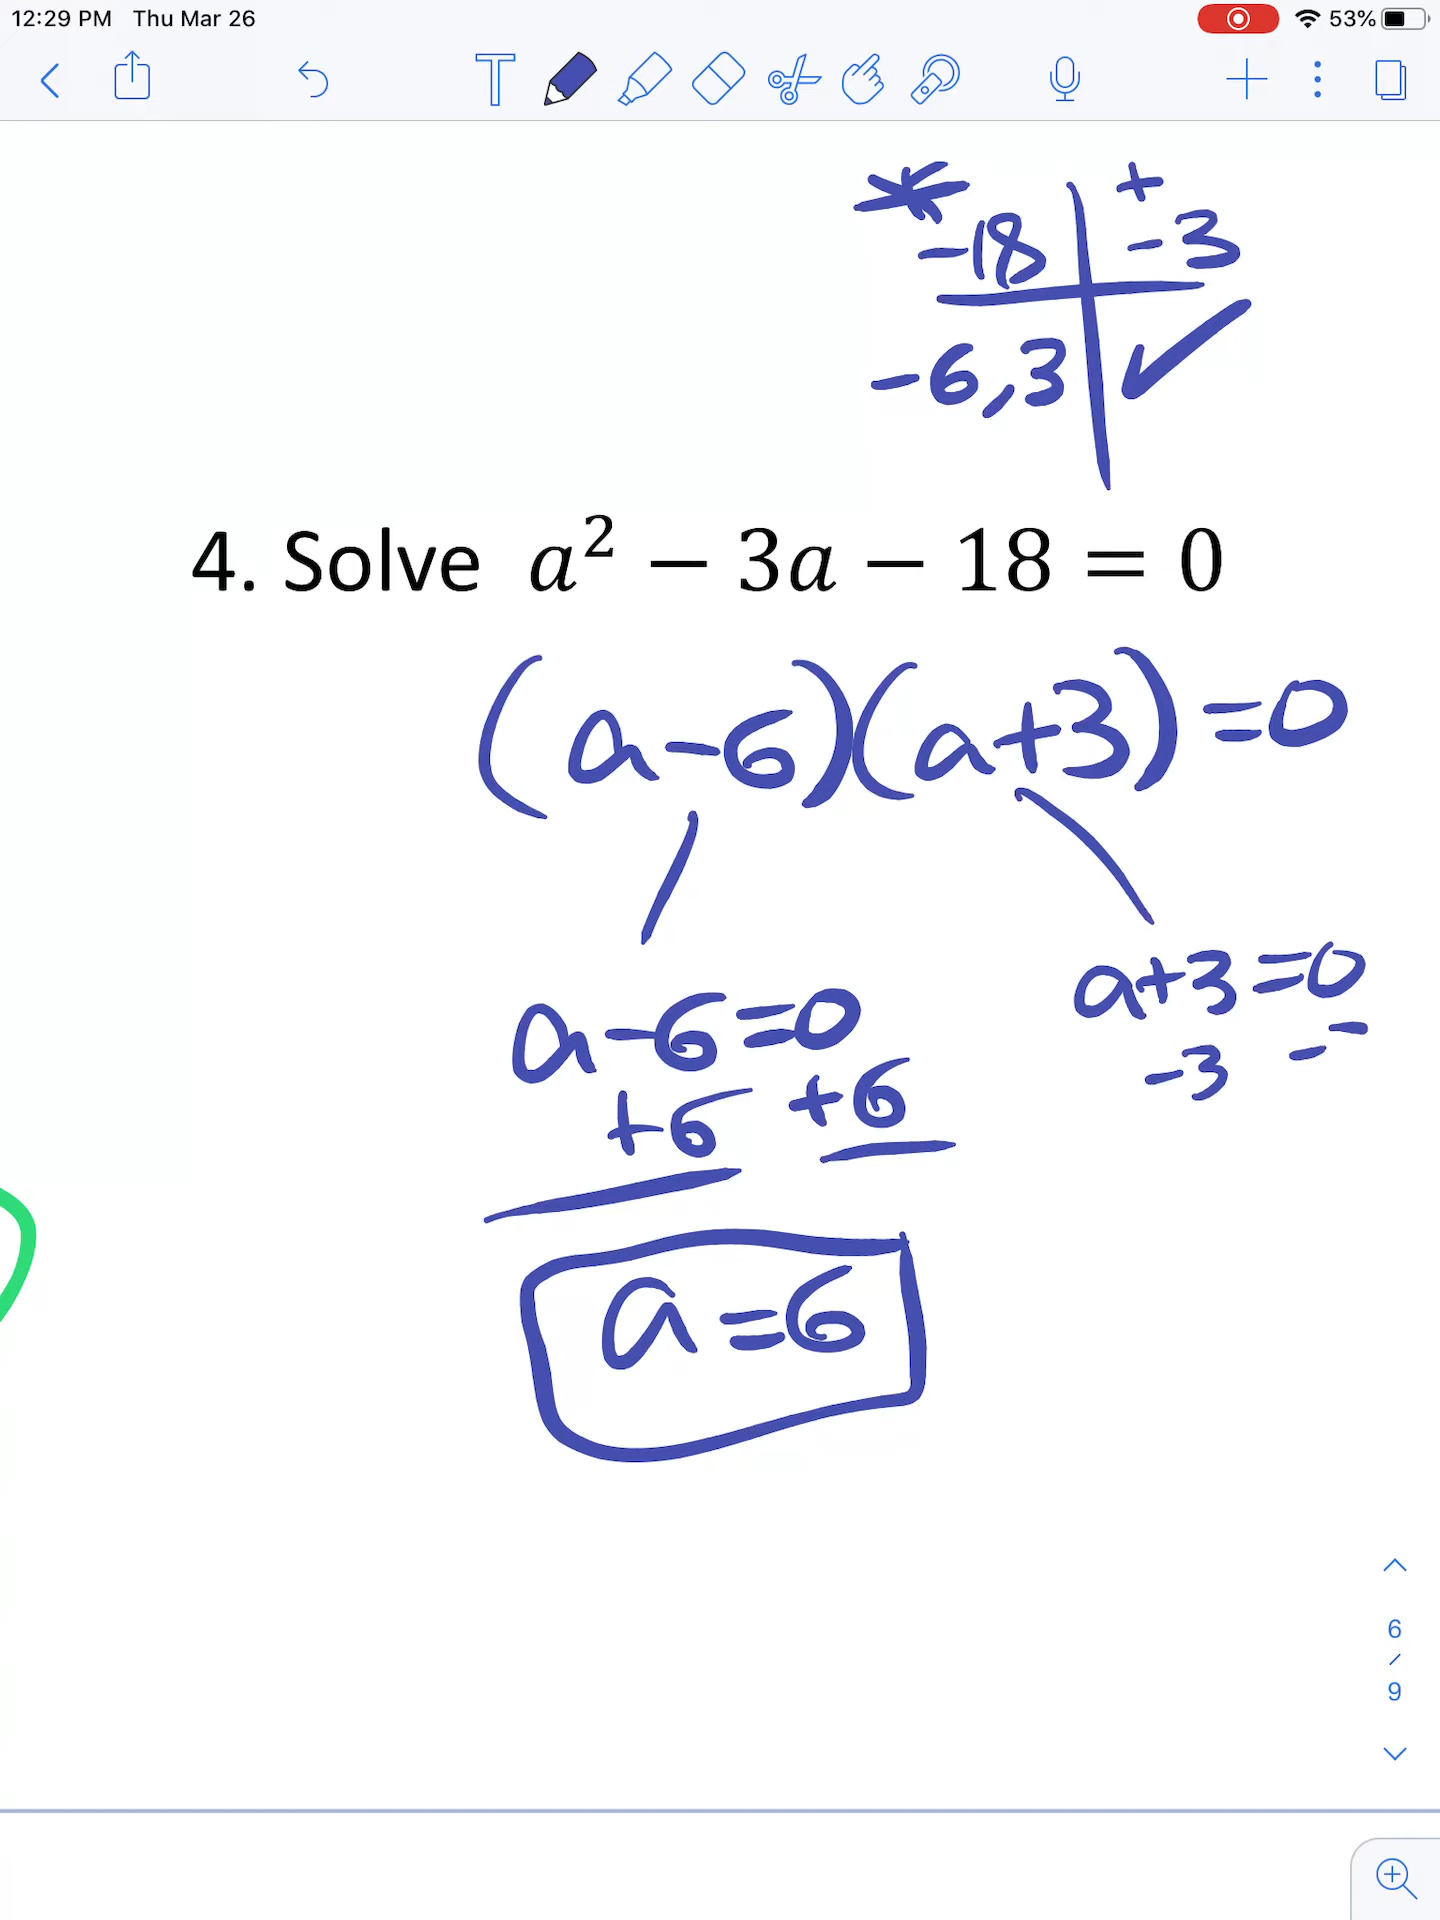 12:29 PM Thu Mar 26 53%
T
* +
-18 -3
-6,3 ✓
4. Solve a² − 3a − 18 = 0
(a-6)(a+3)=0
a-6=0 a+3=0
+6 +6 -3 -
a=6
6
/
9